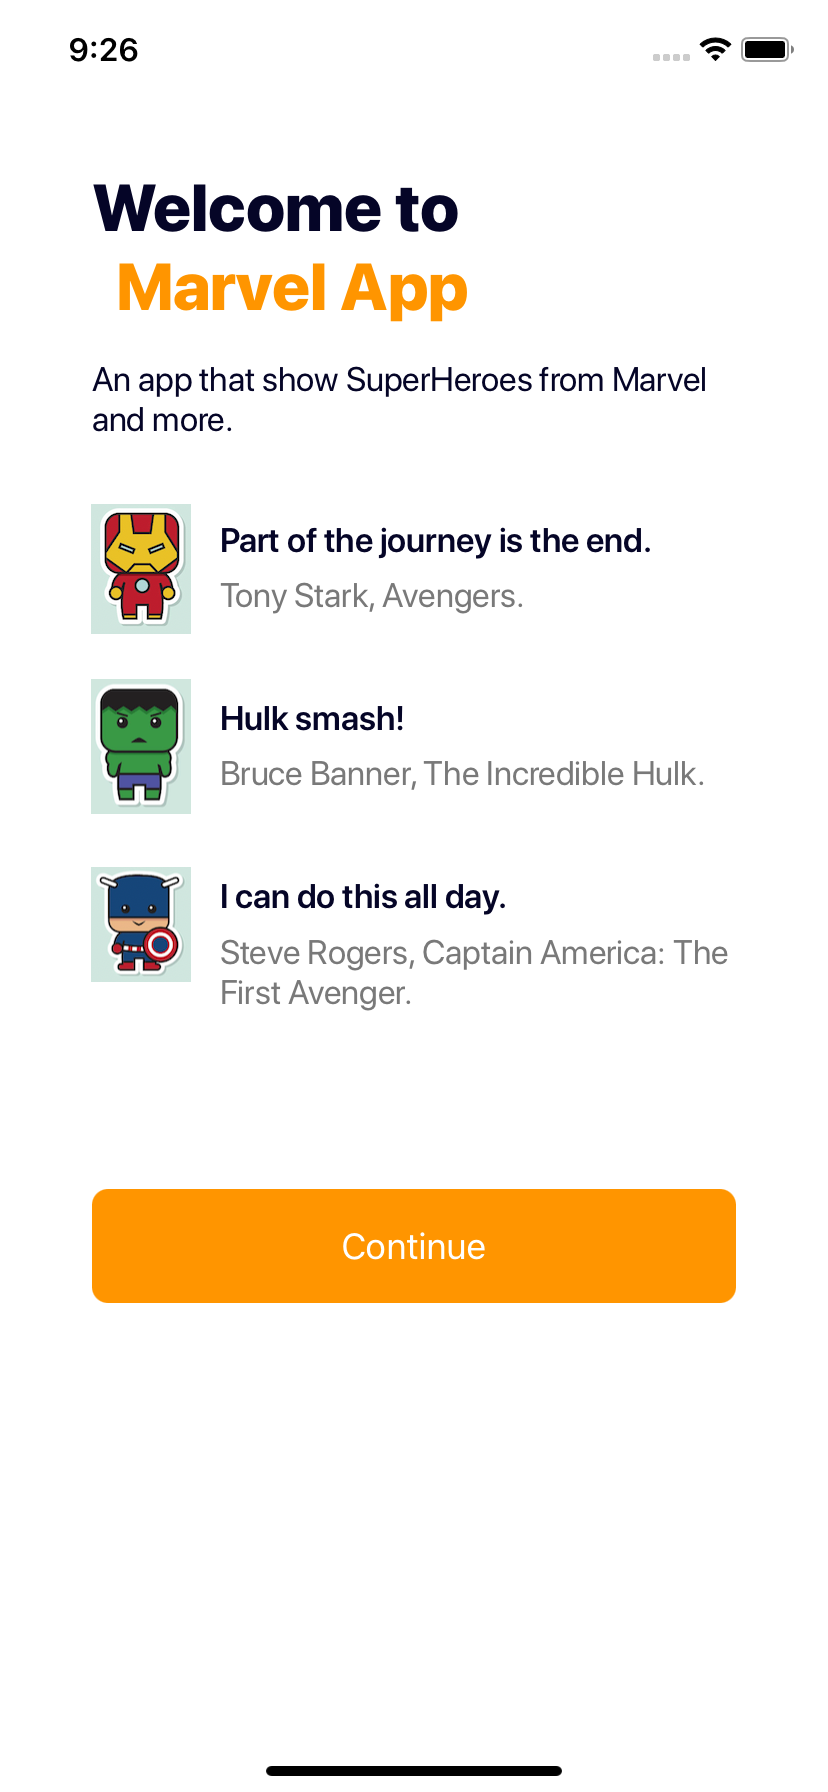 9:26
Welcome to
Marvel App
An app that show SuperHeroes from Marvel
and more.
Part of the journey is the end.
Tony Stark, Avengers.
Hulk smash!
Bruce Banner, The Incredible Hulk.
I can do this all day.
Steve Rogers, Captain America: The
First Avenger.
Continue